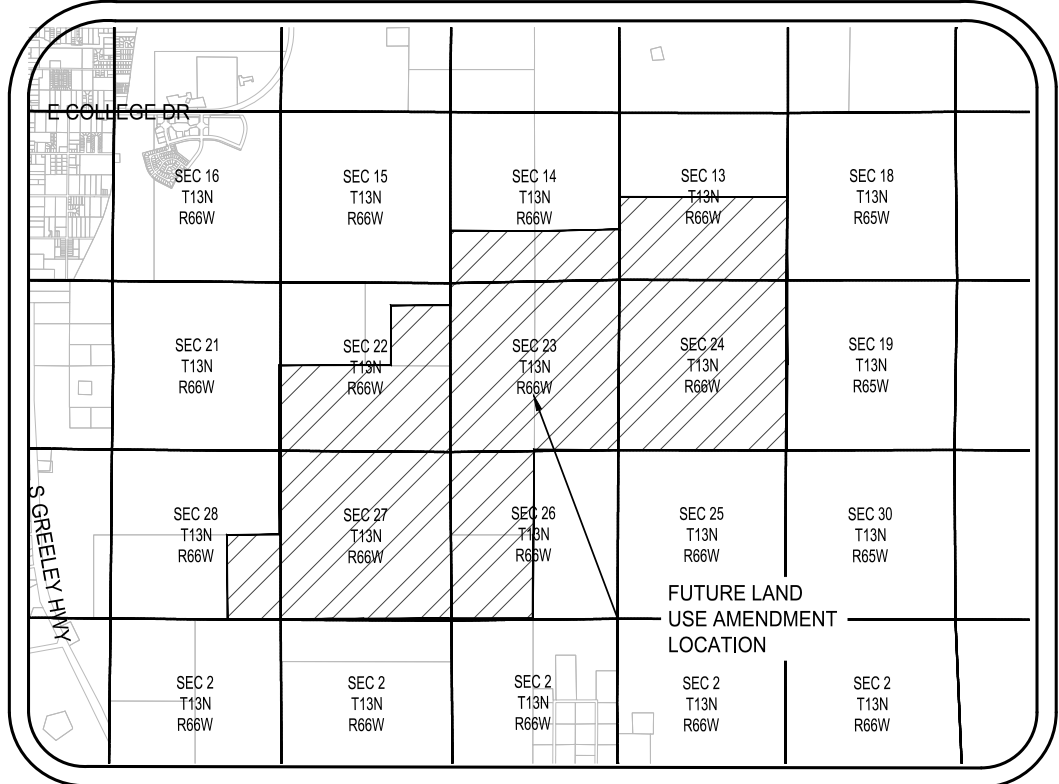 E COLLEGE DR
SEC 16
T13N
R66W
SEC 15
T13N
R66W
SEC 14
T13N
R66W
SEC 13
T13N
R66W
SEC 18
T13N
R65W
SEC 21
T13N
R66W
SEC 22
T13N
R66W
SEC 23
T13N
R66W
SEC 24
T13N
R66W
SEC 19
T13N
R65W
S GREELEY HWY
SEC 28
T13N
R66W
SEC 27
T13N
R66W
SEC 26
T13N
R66W
SEC 25
T13N
R66W
SEC 30
T13N
R65W
FUTURE LAND
USE AMENDMENT
LOCATION
SEC 2
T13N
R66W
SEC 2
T13N
R66W
SEC 2
T13N
R66W
SEC 2
T13N
R66W
SEC 2
T13N
R66W